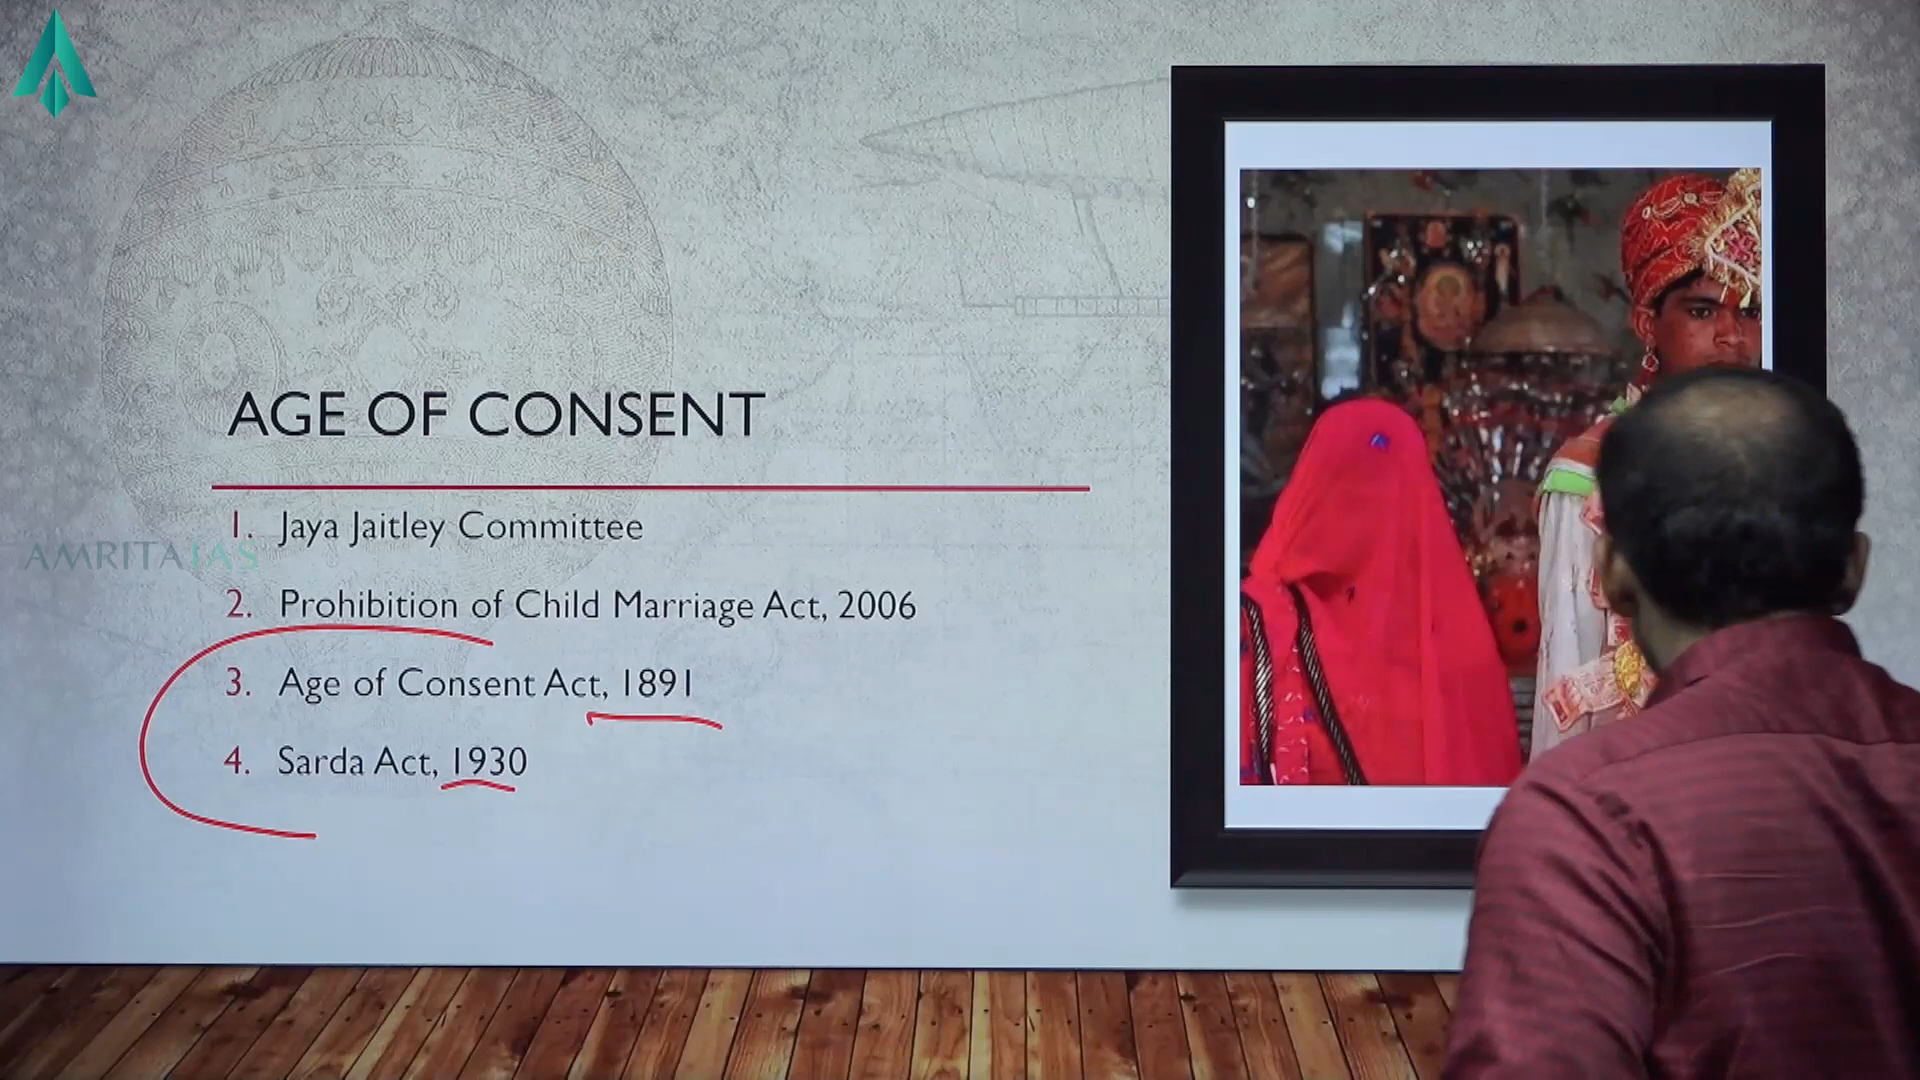 AGE OF CONSENT
1. Jaya Jaitley Committee
AMRITA IAS
2. Prohibition of Child Marriage Act, 2006
3. Age of Consent Act, 1891
4. Sarda Act, 1930